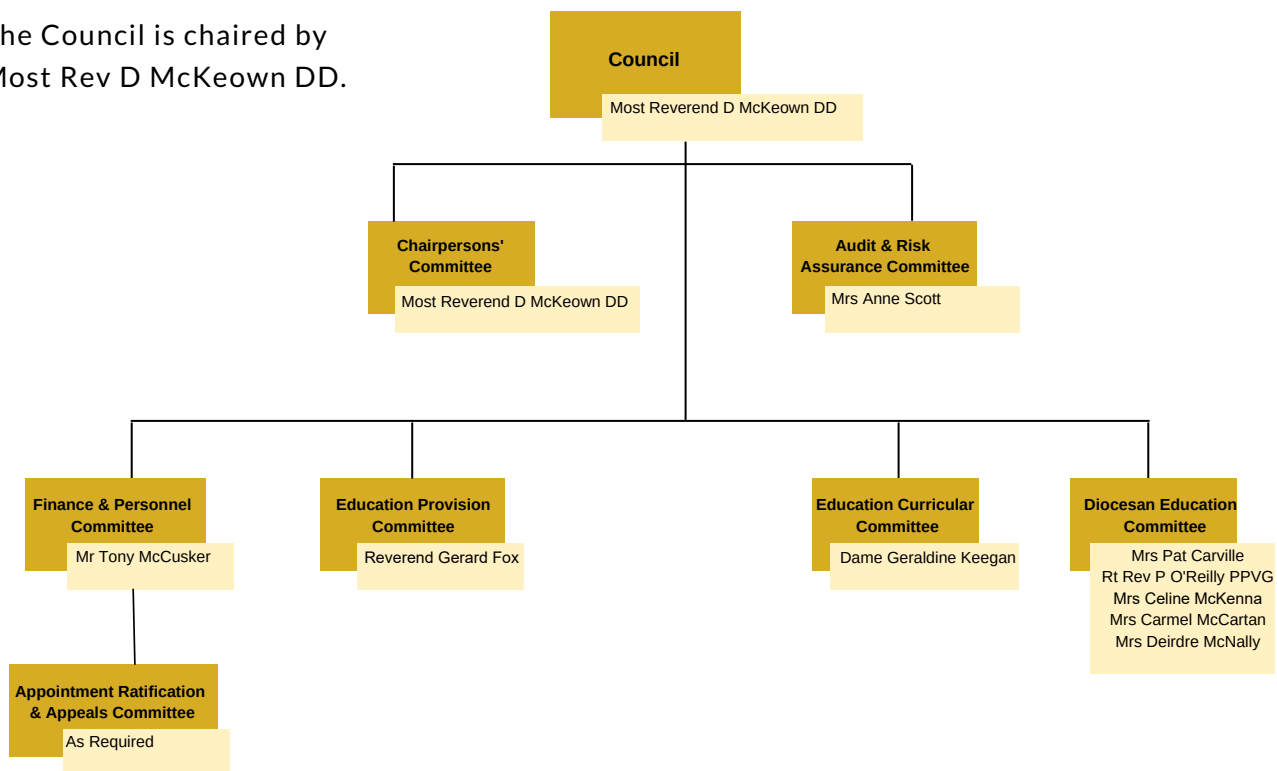 he Council is chaired by
Most Rev D McKeown DD.
Council
Most Reverend D McKeown DD
Chairpersons'
Committee
Most Reverend D McKeown DD
Audit & Risk
Assurance Committee
Mrs Anne Scott
Finance & Personnel
Committee
Mr Tony McCusker
Education Provision
Committee
Reverend Gerard Fox
Education Curricular
Committee
Dame Geraldine Keegan
Diocesan Education
Committee
Mrs Pat Carville
Rt Rev P O'Reilly PPVG
Mrs Celine McKenna
Mrs Carmel McCartan
Mrs Deirdre McNally
Appointment Ratification
& Appeals Committee
As Required